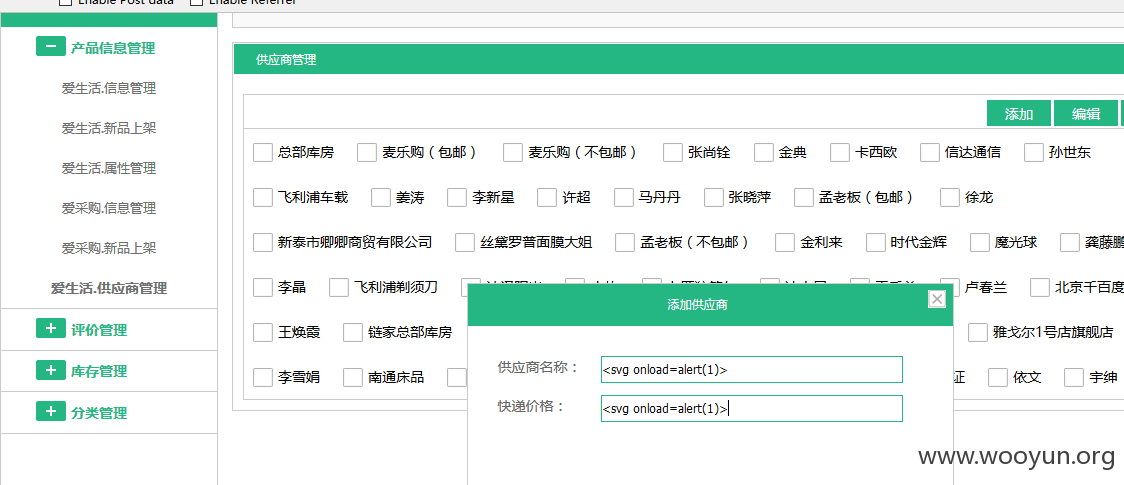 Enable Post data Enable Referrer
产品信息管理
爱生活.信息管理
爱生活.新品上架
爱生活.属性管理
爱采购.信息管理
爱采购.新品上架
爱生活.供应商管理
评价管理
库存管理
分类管理
供应商管理
添加 编辑
总部库房 麦乐购（包邮） 麦乐购（不包邮） 张尚铨 金典 卡西欧 信达通信 孙世东
飞利浦车载 姜涛 李新星 许超 马丹丹 张晓萍 孟老板（包邮） 徐龙
新泰市卿卿商贸有限公司 丝黛罗普面膜大姐 孟老板（不包邮） 金利来 时代金辉 魔光球 龚藤鹏
李晶 飞利浦剃须刀 卢春兰 北京千百度
王焕霞 链家总部库房 雅戈尔1号店旗舰店
李雪娟 南通床品 证 依文 宇绅
添加供应商
供应商名称： <svg onload=alert(1)>
快递价格： <svg onload=alert(1)>
www.wooyun.org